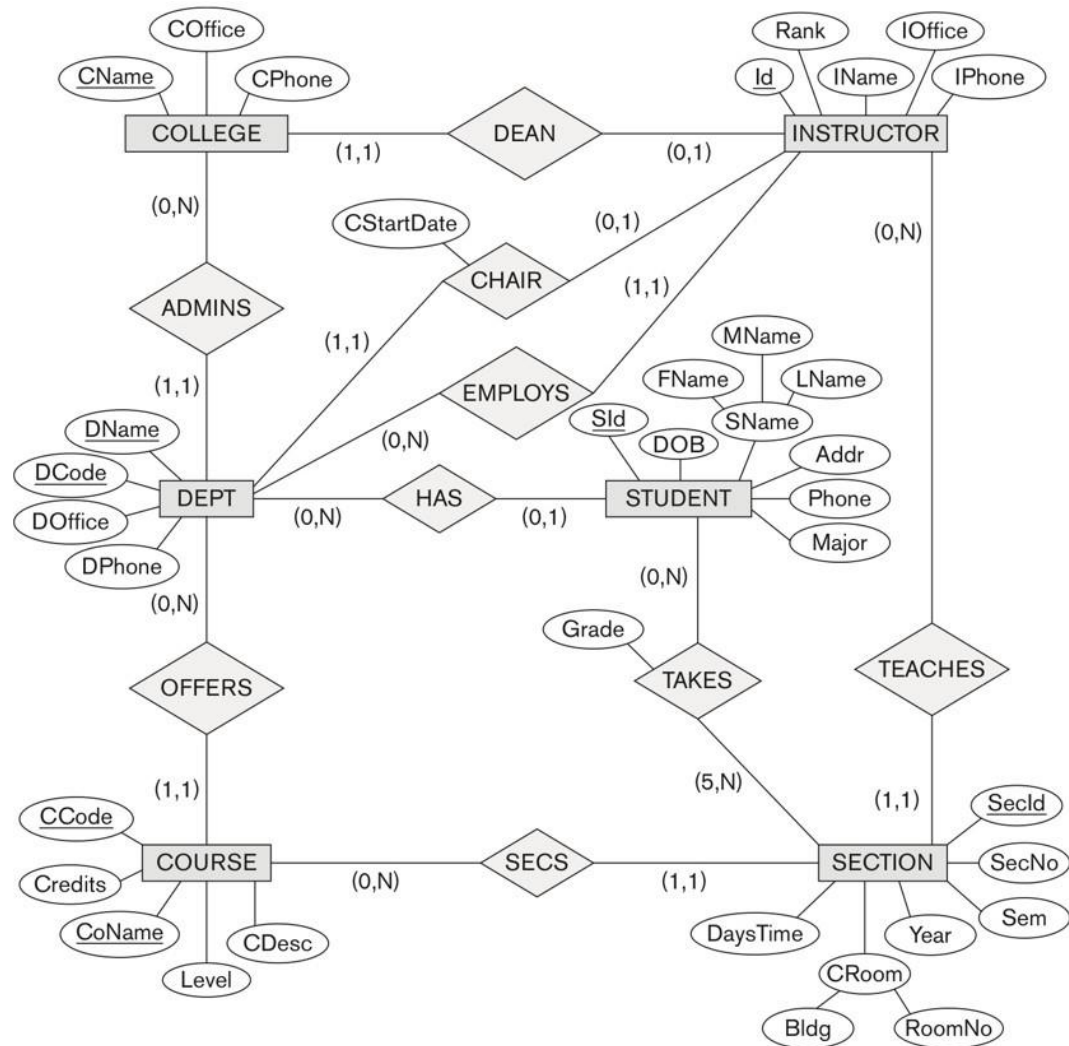 COffice
Rank
IOffice
CName
CPhone
Id
IName
IPhone
COLLEGE
DEAN
INSTRUCTOR
(1,1)
(0,1)
(0,N)
CStartDate
(0,1)
(0,N)
CHAIR
ADMINS
(1,1)
(1,1)
MName
(1,1)
EMPLOYS
FName
LName
DName
(0,N)
SId
DOB
SName
DCode
Addr
DEPT
HAS
STUDENT
DOffice
(0,N)
(0,1)
Phone
DPhone
Major
(0,N)
(0,N)
Grade
OFFERS
TAKES
TEACHES
(1,1)
(5,N)
(1,1)
CCode
SecId
COURSE
SECS
SECTION
Credits
(0,N)
(1,1)
SecNo
CoName
CDesc
DaysTime
Year
Sem
Level
CRoom
Bldg
RoomNo